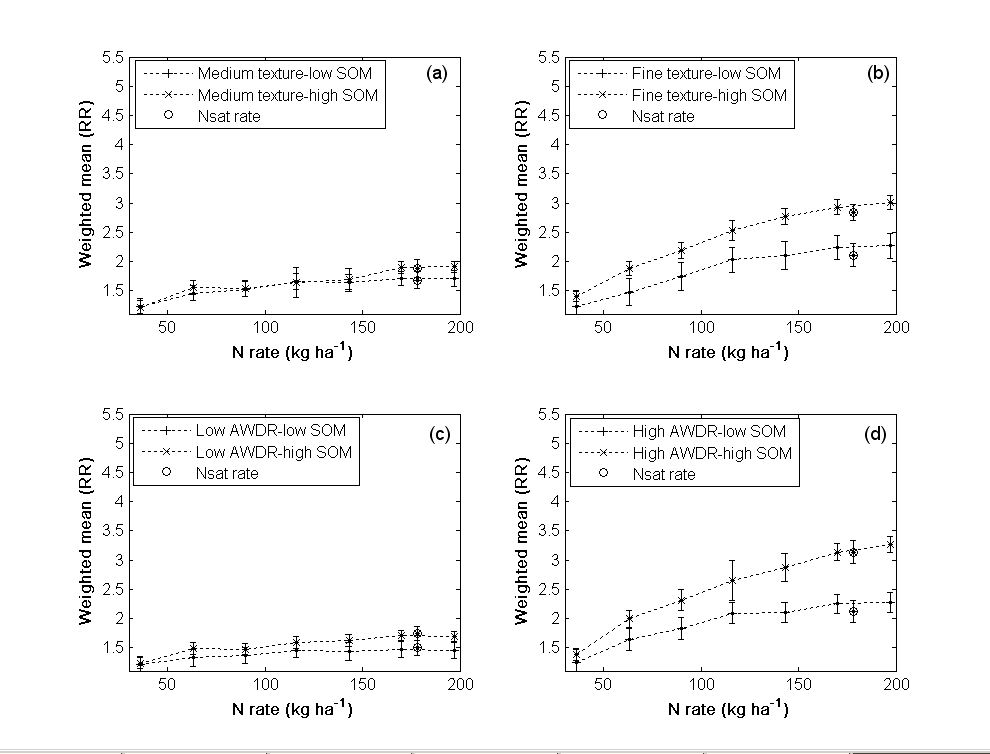 (a)
Medium texture-low SOM
Medium texture-high SOM
Nsat rate
Weighted mean (RR)
5.5
5
4.5
4
3.5
3
2.5
2
1.5
50 100 150 200
N rate (kg ha-1)
(b)
Fine texture-low SOM
Fine texture-high SOM
Nsat rate
Weighted mean (RR)
5.5
5
4.5
4
3.5
3
2.5
2
1.5
50 100 150 200
N rate (kg ha-1)
(c)
Low AWDR-low SOM
Low AWDR-high SOM
Nsat rate
Weighted mean (RR)
5.5
5
4.5
4
3.5
3
2.5
2
1.5
50 100 150 200
N rate (kg ha-1)
(d)
High AWDR-low SOM
High AWDR-high SOM
Nsat rate
Weighted mean (RR)
5.5
5
4.5
4
3.5
3
2.5
2
1.5
50 100 150 200
N rate (kg ha-1)